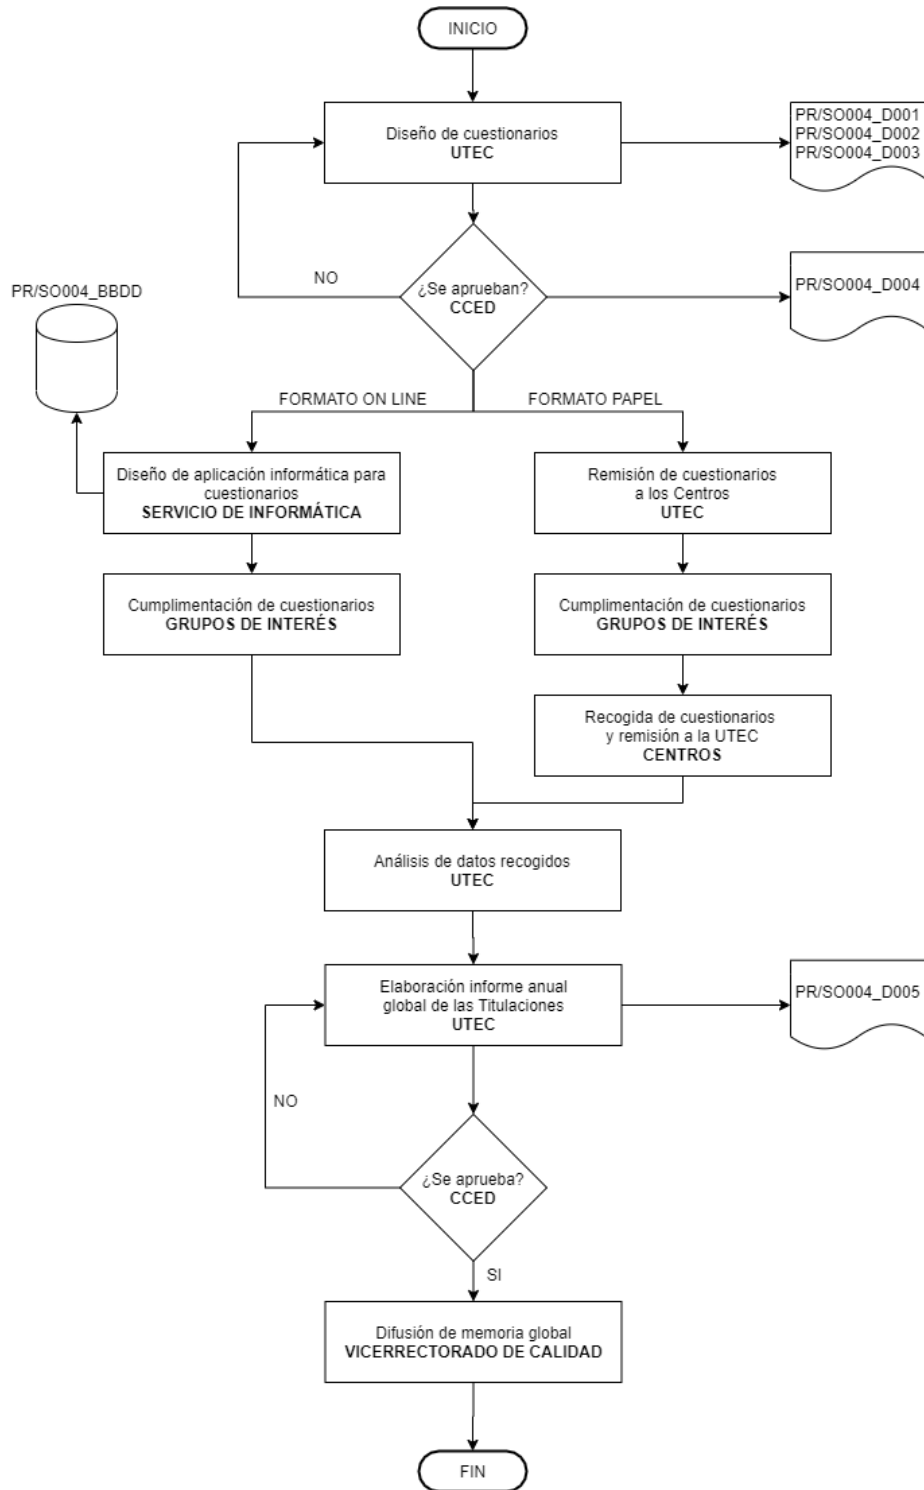 INICIO
Diseño de cuestionarios
UTEC
PR/SO004_D001
PR/SO004_D002
PR/SO004_D003
NO
¿Se aprueban?
CCED
PR/SO004_D004
PR/SO004_BBDD
FORMATO ON LINE
FORMATO PAPEL
Diseño de aplicación informática para
cuestionarios
SERVICIO DE INFORMÁTICA
Remisión de cuestionarios
a los Centros
UTEC
Cumplimentación de cuestionarios
GRUPOS DE INTERÉS
Cumplimentación de cuestionarios
GRUPOS DE INTERÉS
Recogida de cuestionarios
y remisión a la UTEC
CENTROS
Análisis de datos recogidos
UTEC
Elaboración informe anual
global de las Titulaciones
UTEC
PR/SO004_D005
NO
¿Se aprueba?
CCED
SI
Difusión de memoria global
VICERRECTORADO DE CALIDAD
FIN